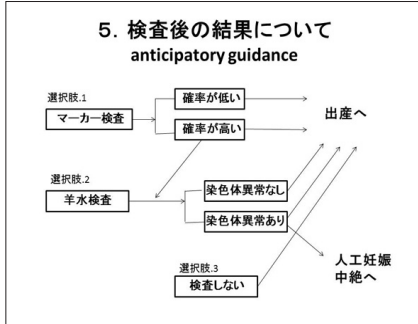 5. 検査後の結果について
anticipatory guidance
選択肢.1
マーカー検査
確率が低い
確率が高い
出産へ
選択肢.2
羊水検査
染色体異常なし
染色体異常あり
選択肢.3
検査しない
人工妊娠
中絶へ